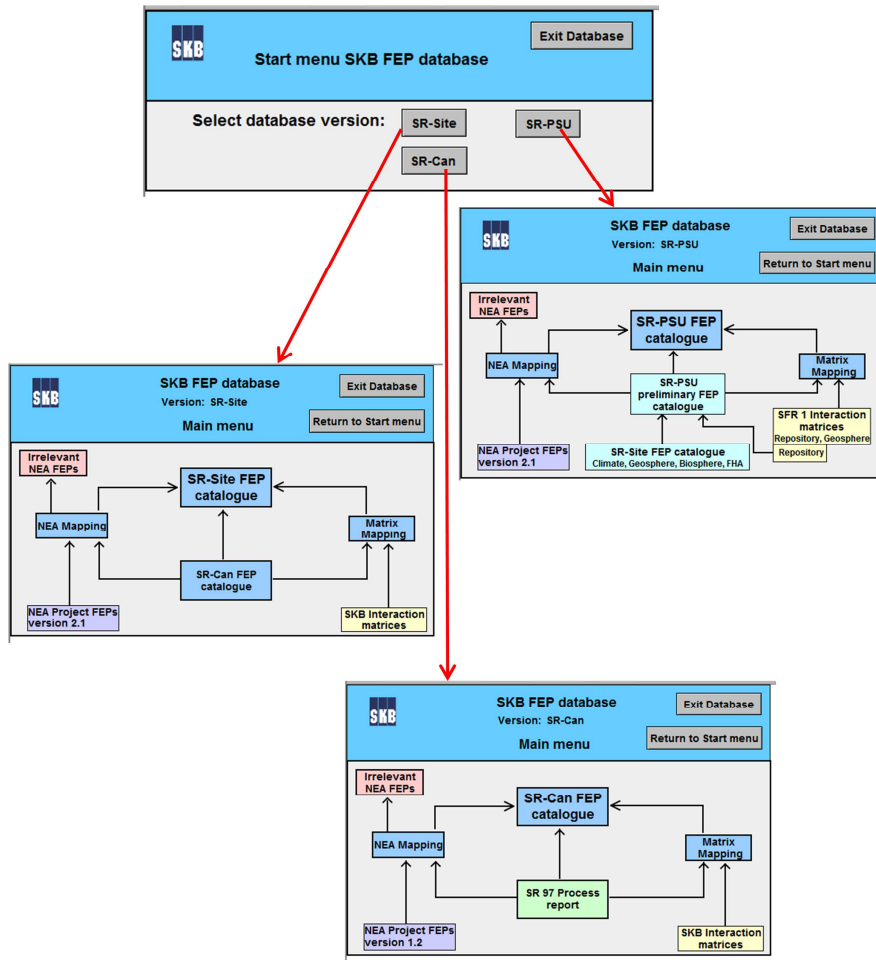 SKB
Exit Database
Start menu SKB FEP database
Select database version:
SR-Site
SR-PSU
SR-Can
SKB
SKB FEP database
Exit Database
Version: SR-PSU
Main menu
Return to Start menu
Irrelevant
NEA FEPs
SR-PSU FEP
catalogue
NEA Mapping
Matrix
Mapping
SR-PSU
preliminary FEP
catalogue
SFR 1 Interaction
matrices
Repository, Geosphere
Repository
NEA Project FEPs
version 2.1
SR-Site FEP catalogue
Climate, Geosphere, Biosphere, FHA
SKB
SKB FEP database
Exit Database
Version: SR-Site
Main menu
Return to Start menu
Irrelevant
NEA FEPs
SR-Site FEP
catalogue
NEA Mapping
Matrix
Mapping
SR-Can FEP
catalogue
NEA Project FEPs
version 2.1
SKB Interaction
matrices
SKB
SKB FEP database
Exit Database
Version: SR-Can
Main menu
Return to Start menu
Irrelevant
NEA FEPs
SR-Can FEP
catalogue
NEA Mapping
Matrix
Mapping
SR 97 Process
report
NEA Project FEPs
version 1.2
SKB Interaction
matrices